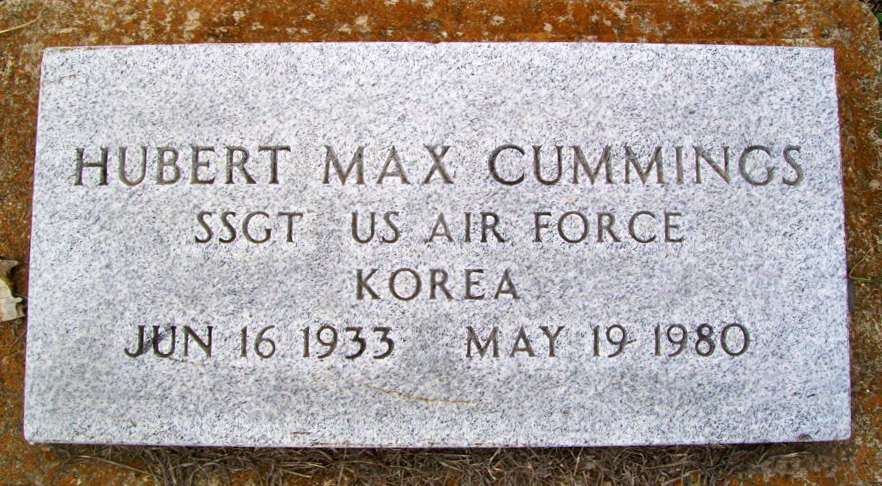 HUBERT MAX CUMMINGS
SSGT US AIR FORCE
KOREA
JUN 16 1933 MAY 19 1980